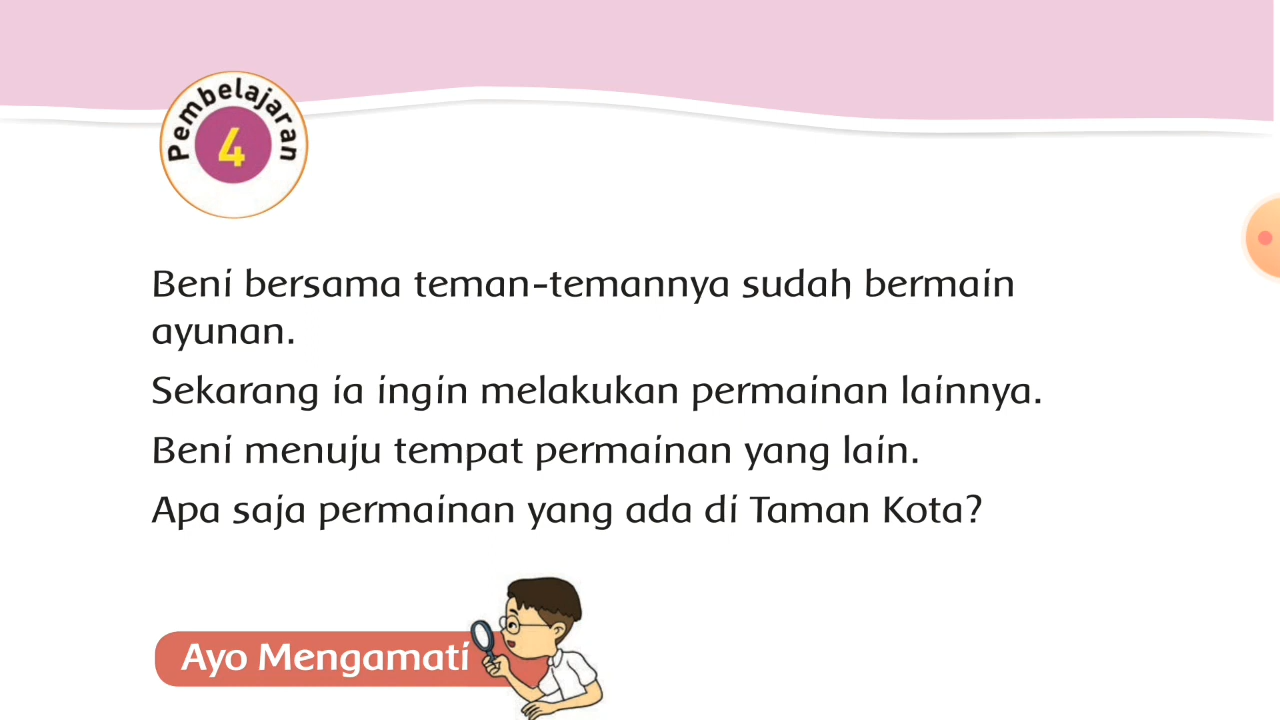 Pembelajaran
4
Beni bersama teman-temannya sudah bermain
ayunan.
Sekarang ia ingin melakukan permainan lainnya.
Beni menuju tempat permainan yang lain.
Apa saja permainan yang ada di Taman Kota?
Ayo Mengamati